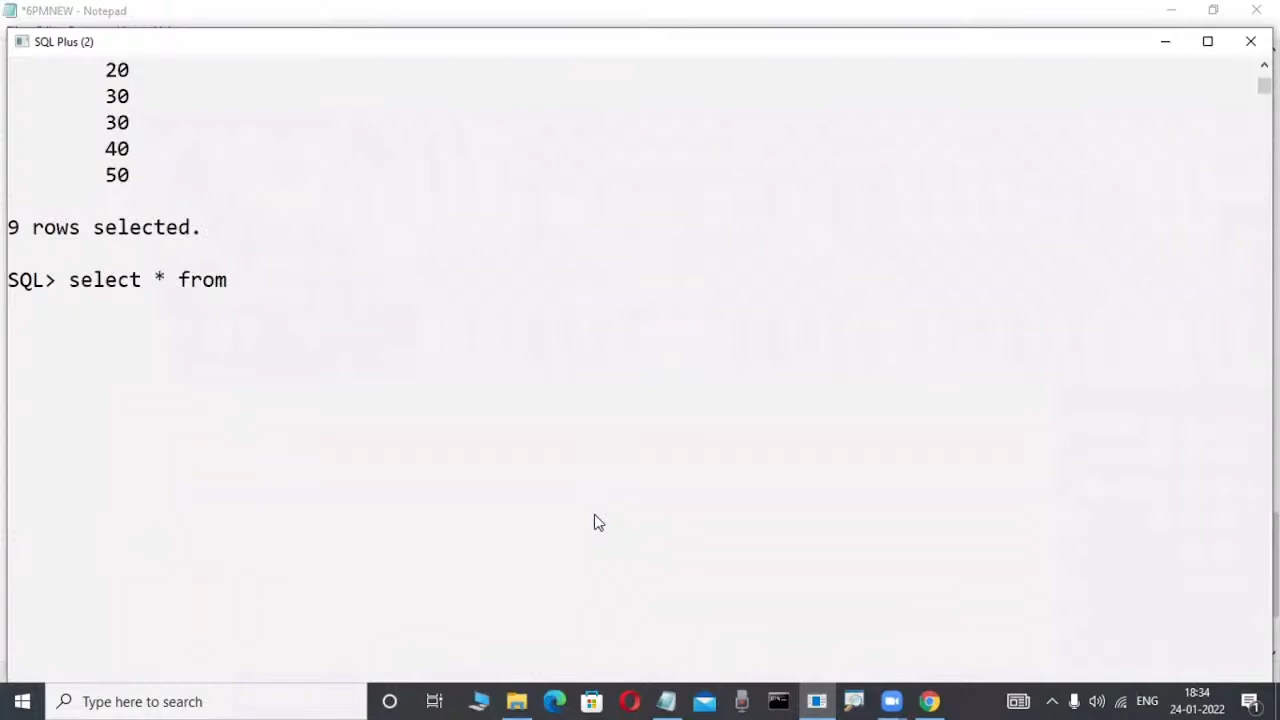 *6PMNEW - Notepad
SQL Plus (2)
20
30
30
40
50
9 rows selected.
SQL> select * from
Type here to search
ENG
18:34
24-01-2022
1